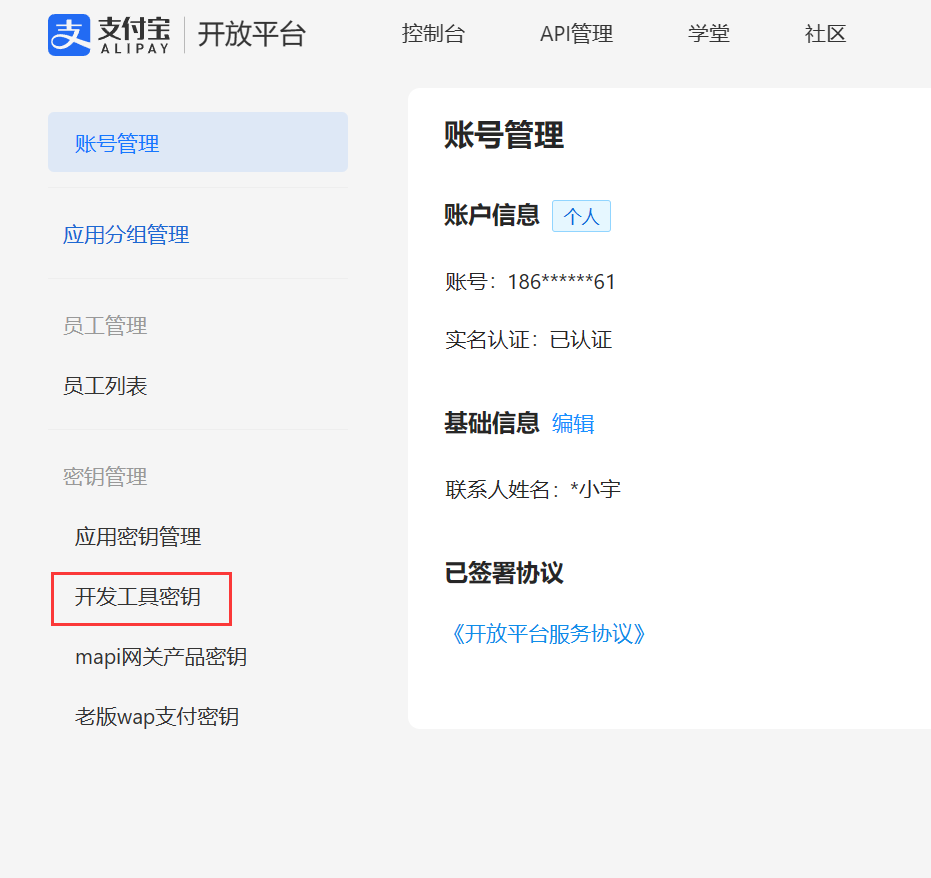 支付宝 ALIPAY 开放平台 控制台 API管理 学堂 社区
账号管理
应用分组管理
员工管理
员工列表
密钥管理
应用密钥管理
开发工具密钥
mapi网关产品密钥
老版wap支付密钥
账号管理
账户信息 个人
账号：186******61
实名认证：已认证
基础信息 编辑
联系人姓名：*小宇
已签署协议
《开放平台服务协议》